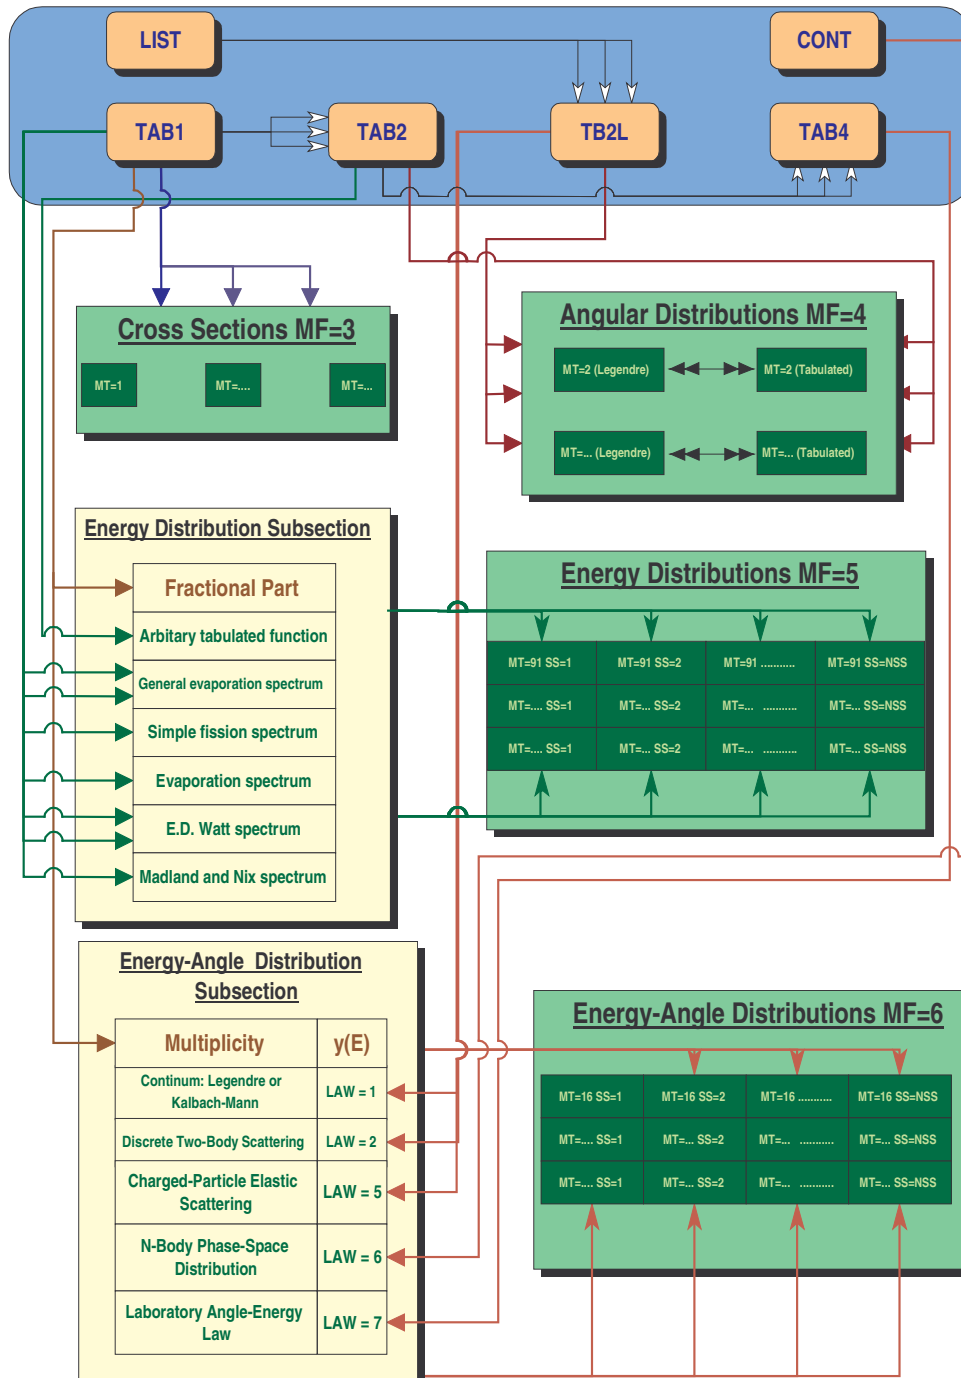 LIST
CONT
TAB1
TAB2
TB2L
TAB4
Cross Sections MF=3
MT=1
MT=....
MT=...
Angular Distributions MF=4
MT=2 (Legendre)
MT=2 (Tabulated)
MT=... (Legendre)
MT=... (Tabulated)
Energy Distribution Subsection
Fractional Part
Arbitary tabulated function
General evaporation spectrum
Simple fission spectrum
Evaporation spectrum
E.D. Watt spectrum
Madland and Nix spectrum
Energy Distributions MF=5
MT=91 SS=1
MT=91 SS=2
MT=91 ...........
MT=91 SS=NSS
MT=.... SS=1
MT=... SS=2
MT=... ...........
MT=... SS=NSS
MT=.... SS=1
MT=... SS=2
MT=... ...........
MT=... SS=NSS
Energy-Angle Distribution
Subsection
Multiplicity
y(E)
Continum: Legendre or
Kalbach-Mann
LAW = 1
Discrete Two-Body Scattering
LAW = 2
Charged-Particle Elastic
Scattering
LAW = 5
N-Body Phase-Space
Distribution
LAW = 6
Laboratory Angle-Energy
Law
LAW = 7
Energy-Angle Distributions MF=6
MT=16 SS=1
MT=16 SS=2
MT=16 ...........
MT=16 SS=NSS
MT=.... SS=1
MT=... SS=2
MT=... ...........
MT=... SS=NSS
MT=.... SS=1
MT=... SS=2
MT=... ...........
MT=... SS=NSS